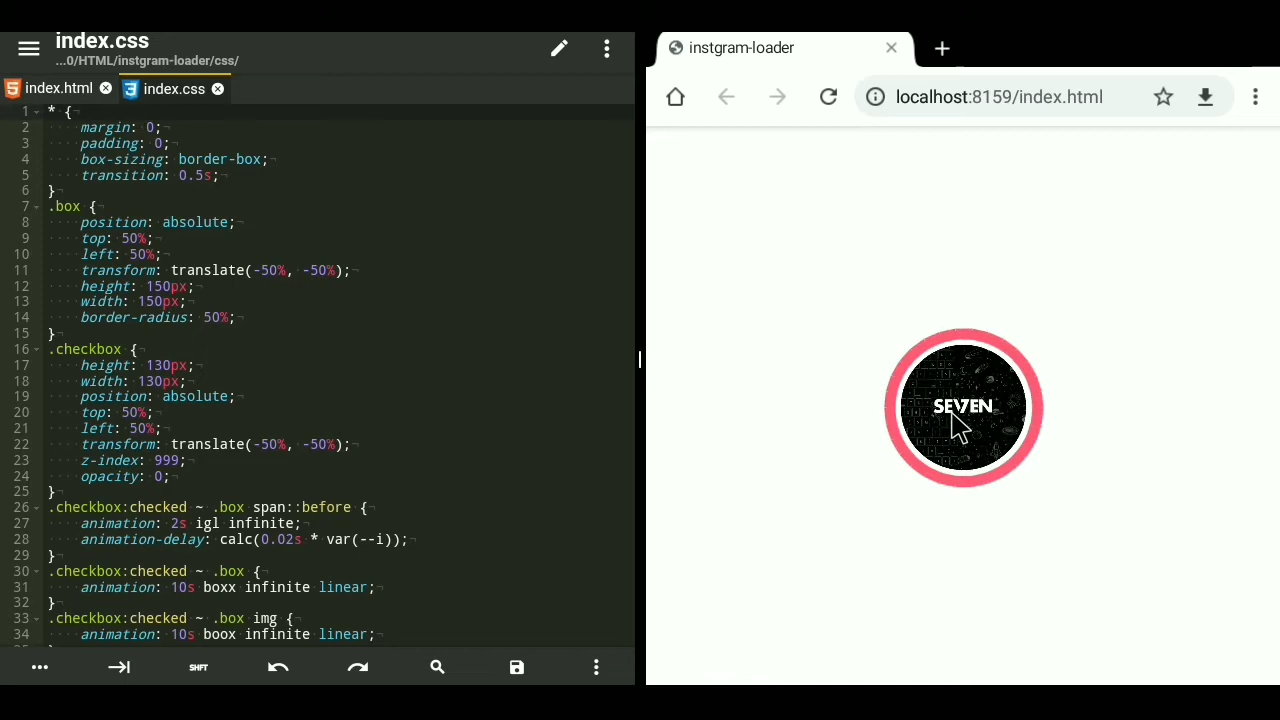 index.css
...0/HTML/instgram-loader/css/
index.html
index.css
1 * {
2 margin: 0;
3 padding: 0;
4 box-sizing: border-box;
5 transition: 0.5s;
6 }
7 .box {
8 position: absolute;
9 top: 50%;
10 left: 50%;
11 transform: translate(-50%, -50%);
12 height: 150px;
13 width: 150px;
14 border-radius: 50%;
15 }
16 .checkbox {
17 height: 130px;
18 width: 130px;
19 position: absolute;
20 top: 50%;
21 left: 50%;
22 transform: translate(-50%, -50%);
23 z-index: 999;
24 opacity: 0;
25 }
26 .checkbox:checked ~ .box span::before {
27 animation: 2s igl infinite;
28 animation-delay: calc(0.02s * var(--i));
29 }
30 .checkbox:checked ~ .box {
31 animation: 10s boxx infinite linear;
32 }
33 .checkbox:checked ~ .box img {
34 animation: 10s boox infinite linear;
SHFT
instgram-loader
localhost:8159/index.html
SEV7EN